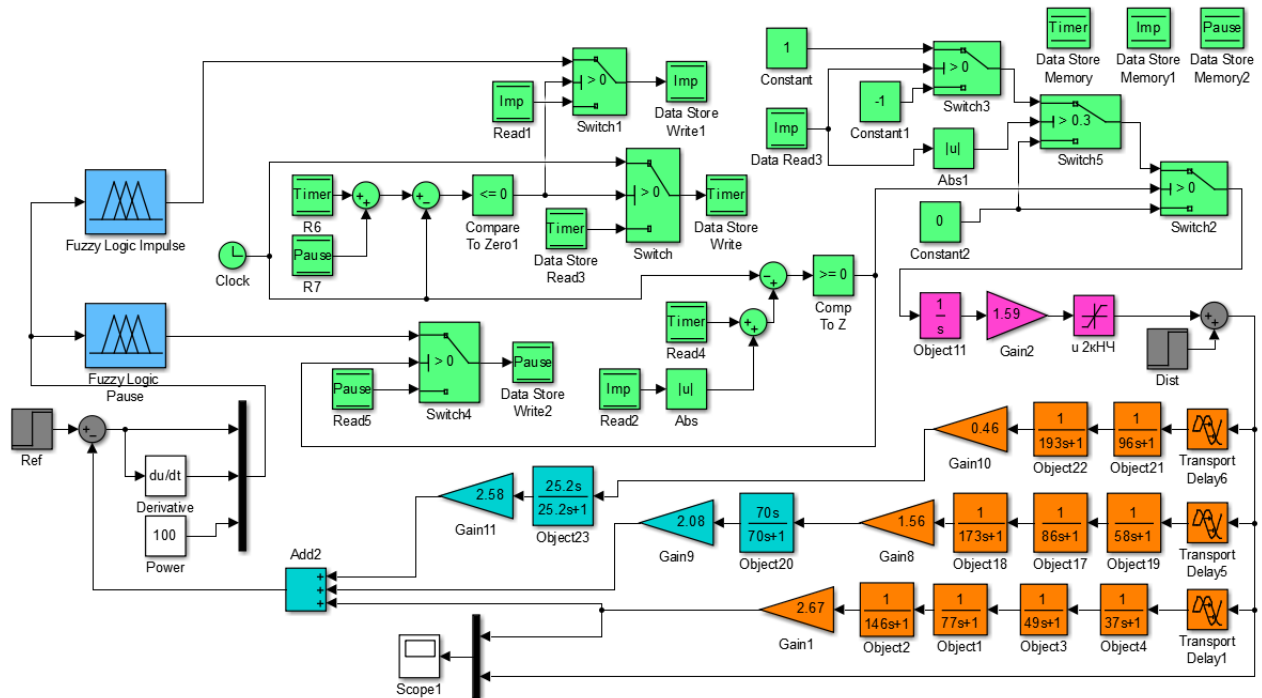 Timer
Imp
Pause
Data Store
Memory
Data Store
Memory1
Data Store
Memory2
1
Constant
> 0
Switch3
-1
Constant1
Imp
Data Read3
|u|
Abs1
> 0.3
Switch5
> 0
Switch2
0
Constant2
Imp
Read1
> 0
Switch1
Imp
Data Store
Write1
Fuzzy Logic Impulse
Timer
R6
Pause
R7
Clock
+
+
+
−
<= 0
Compare
To Zero1
Timer
Data Store
Read3
> 0
Switch
Timer
Data Store
Write
−
+
>= 0
Comp
To Z
Timer
Read4
+
+
Imp
Read2
|u|
Abs
Fuzzy Logic
Pause
Pause
Read5
> 0
Switch4
Pause
Data Store
Write2
1
s
Object11
1.59
Gain2
u 2кНЧ
+
+
Dist
Ref
+
−
du/dt
Derivative
100
Power
0.46
Gain10
1
193s+1
Object22
1
96s+1
Object21
Transport
Delay6
2.58
Gain11
25.2s
25.2s+1
Object23
2.08
Gain9
70s
70s+1
Object20
1.56
Gain8
1
173s+1
Object18
1
86s+1
Object17
1
58s+1
Object19
Transport
Delay5
Add2
+
+
+
2.67
Gain1
1
146s+1
Object2
1
77s+1
Object1
1
49s+1
Object3
1
37s+1
Object4
Transport
Delay1
Scope1